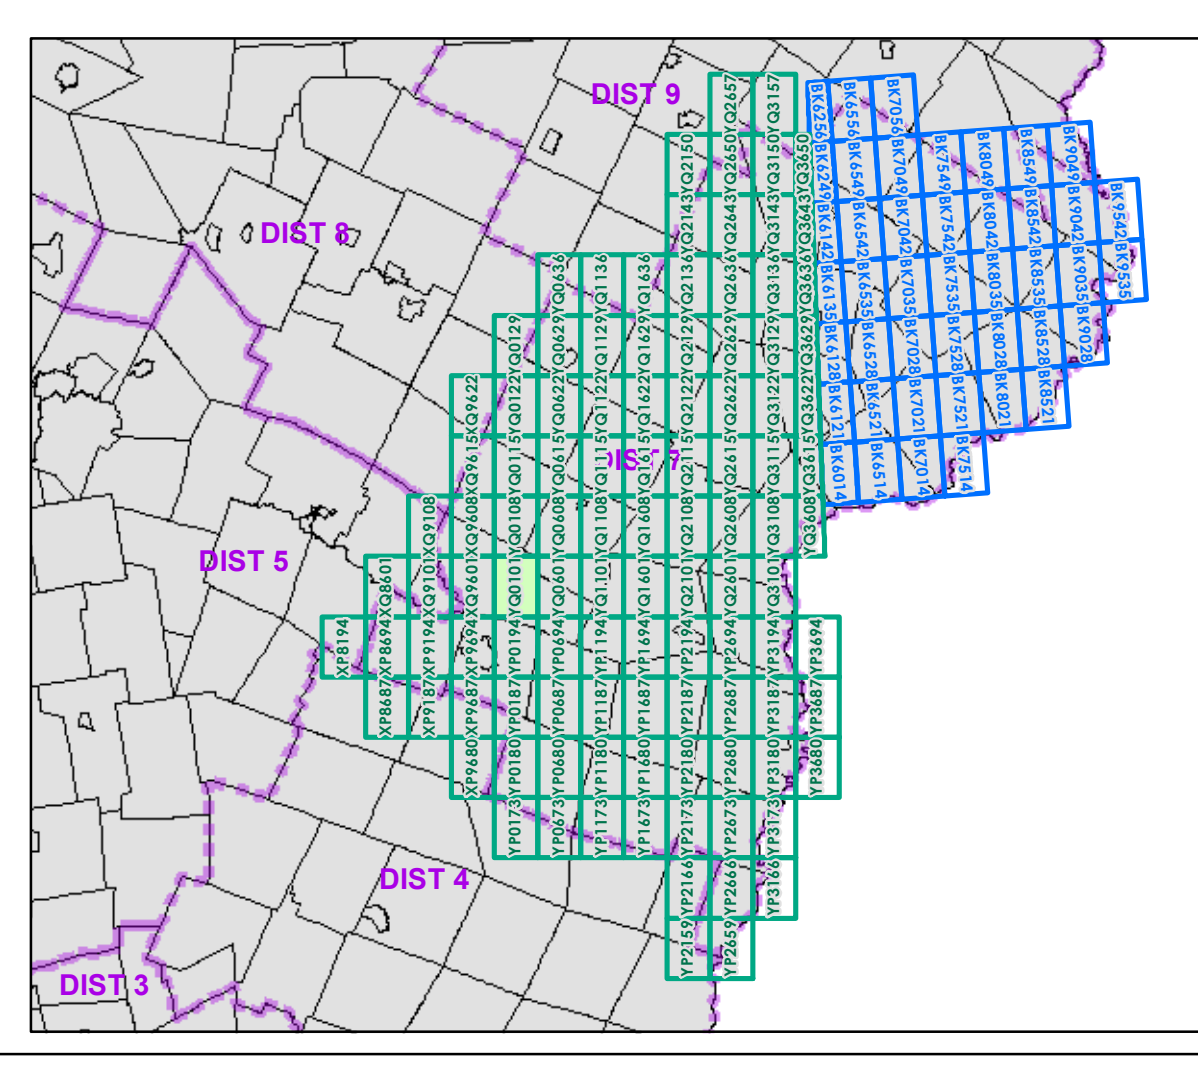 DIST 9
DIST 8
DIST 7
DIST 5
DIST 4
DIST 3
YQ2657 YQ3157
YQ2150 YQ2650 YQ3150 YQ3650
YQ2143 YQ2643 YQ3143 YQ3643
YQ0636 YQ1136 YQ1636 YQ2136 YQ2636 YQ3136 YQ3636
YQ0129 YQ0629 YQ1129 YQ1629 YQ2129 YQ2629 YQ3129 YQ3629
XQ9622 YQ0122 YQ0622 YQ1122 YQ1622 YQ2122 YQ2622 YQ3122 YQ3622
XQ9615 YQ0115 YQ0615 YQ1115 YQ1615 YQ2115 YQ2615 YQ3115 YQ3615
XQ9108 XQ9608 YQ0108 YQ0608 YQ1108 YQ1608 YQ2108 YQ2608 YQ3108 YQ3608
XQ8601 XQ9101 XQ9601 YQ0101 YQ0601 YQ1101 YQ1601 YQ2101 YQ2601 YQ3101
XP8194 XP8694 XP9194 XP9694 YP0194 YP0694 YP1194 YP1694 YP2194 YP2694 YP3194 YP3694
XP8687 XP9187 XP9687 YP0187 YP0687 YP1187 YP1687 YP2187 YP2687 YP3187 YP3687
XP9680 YP0180 YP0680 YP1180 YP1680 YP2180 YP2680 YP3180 YP3680
YP0173 YP0673 YP1173 YP1673 YP2173 YP2673 YP3173
YP2166 YP2666 YP3166
YP2159 YP2659
BK6256 BK6556 BK7056
BK6249 BK6549 BK7049 BK7549 BK8049 BK8549 BK9049
BK6142 BK6542 BK7042 BK7542 BK8042 BK8542 BK9042 BK9542
BK6135 BK6535 BK7035 BK7535 BK8035 BK8535 BK9035 BK9535
BK6128 BK6528 BK7028 BK7528 BK8028 BK8528 BK9028
BK6121 BK6521 BK7021 BK7521 BK8021 BK8521
BK6014 BK6514 BK7014 BK7514